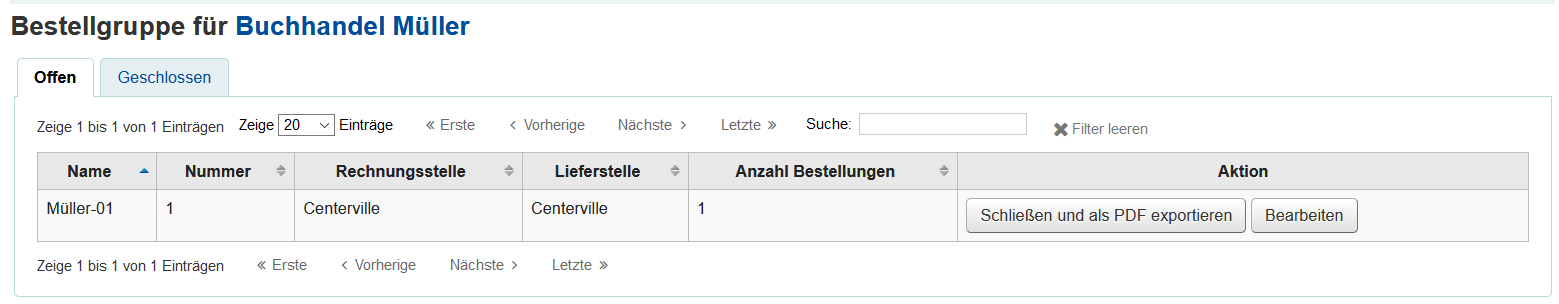 Bestellgruppe für Buchhandel Müller
Offen Geschlossen
Zeige 1 bis 1 von 1 Einträgen Zeige 20 Einträge « Erste ‹ Vorherige Nächste › Letzte » Suche: ✖ Filter leeren
Name Nummer Rechnungsstelle Lieferstelle Anzahl Bestellungen Aktion
Müller-01 1 Centerville Centerville 1 Schließen und als PDF exportieren Bearbeiten
Zeige 1 bis 1 von 1 Einträgen « Erste ‹ Vorherige Nächste › Letzte »